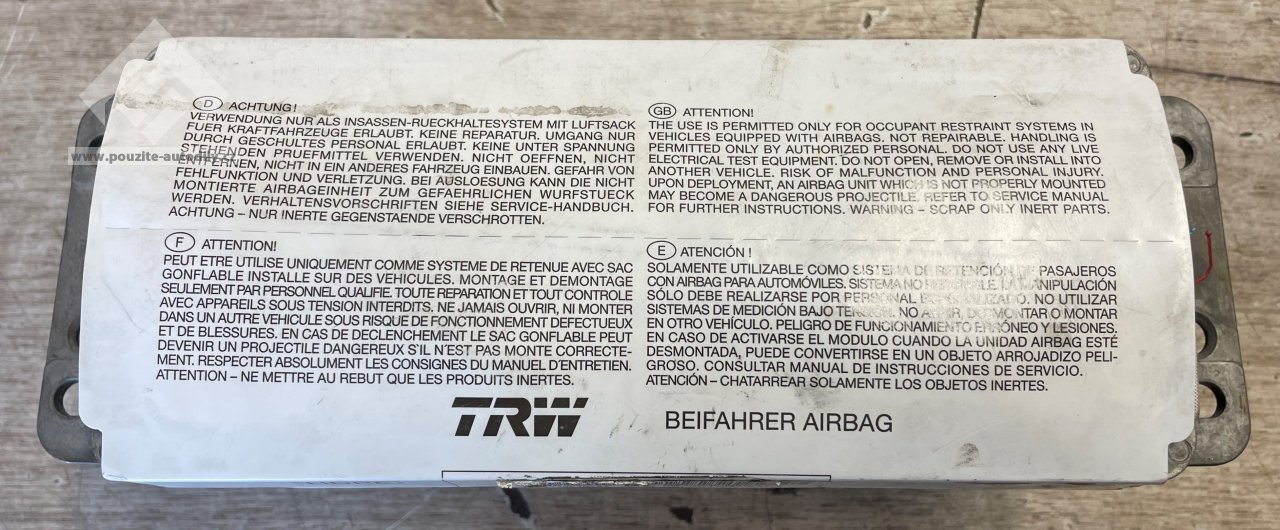 D ACHTUNG!
VERWENDUNG NUR ALS INSASSEN-RUECKHALTESYSTEM MIT LUFTSACK
FUER KRAFTFAHRZEUGE ERLAUBT. KEINE REPARATUR. UMGANG NUR
DURCH GESCHULTES PERSONAL ERLAUBT. KEINE UNTER SPANNUNG
STEHENDEN PRUEFMITTEL VERWENDEN. NICHT OEFFNEN, NICHT
ENTFERNEN, NICHT IN EIN ANDERES FAHRZEUG EINBAUEN. GEFAHR VON
FEHLFUNKTION UND VERLETZUNG. BEI AUSLOESUNG KANN DIE NICHT
MONTIERTE AIRBAGEINHEIT ZUM GEFAEHRLICHEN WURFSTUECK
WERDEN. VERHALTENSVORSCHRIFTEN SIEHE SERVICE-HANDBUCH.
ACHTUNG – NUR INERTE GEGENSTAENDE VERSCHROTTEN.
GB ATTENTION!
THE USE IS PERMITTED ONLY FOR OCCUPANT RESTRAINT SYSTEMS IN
VEHICLES EQUIPPED WITH AIRBAGS. NOT REPAIRABLE. HANDLING IS
PERMITTED ONLY BY AUTHORIZED PERSONAL. DO NOT USE ANY LIVE
ELECTRICAL TEST EQUIPMENT. DO NOT OPEN, REMOVE OR INSTALL INTO
ANOTHER VEHICLE. RISK OF MALFUNCTION AND PERSONAL INJURY.
UPON DEPLOYMENT, AN AIRBAG UNIT WHICH IS NOT PROPERLY MOUNTED
MAY BECOME A DANGEROUS PROJECTILE. REFER TO SERVICE MANUAL
FOR FURTHER INSTRUCTIONS. WARNING – SCRAP ONLY INERT PARTS.
www.pouzite-autodily.cz
F ATTENTION!
PEUT ETRE UTILISE UNIQUEMENT COMME SYSTEME DE RETENUE AVEC SAC
GONFLABLE INSTALLE SUR DES VEHICULES. MONTAGE ET DEMONTAGE
SEULEMENT PAR PERSONNEL QUALIFIE. TOUTE REPARATION ET TOUT CONTROLE
AVEC APPAREILS SOUS TENSION INTERDITS. NE JAMAIS OUVRIR, NI MONTER
DANS UN AUTRE VEHICULE SOUS RISQUE DE FONCTIONNEMENT DEFECTUEUX
ET DE BLESSURES. EN CAS DE DECLENCHEMENT LE SAC GONFLABLE PEUT
DEVENIR UN PROJECTILE DANGEREUX S'IL N'EST PAS MONTE CORRECTE-
MENT. RESPECTER ABSOLUMENT LES CONSIGNES DU MANUEL D'ENTRETIEN.
ATTENTION – NE METTRE AU REBUT QUE LES PRODUITS INERTES.
E ATENCIÓN !
SOLAMENTE UTILIZABLE COMO SISTEMA DE RETENCIÓN DE PASAJEROS
CON AIRBAG PARA AUTOMÓVILES. SISTEMA NO REPARABLE. LA MANIPULACIÓN
SÓLO DEBE REALIZARSE POR PERSONAL ESPECIALIZADO. NO UTILIZAR
SISTEMAS DE MEDICIÓN BAJO TENSIÓN. NO ABRIR, DESMONTAR O MONTAR
EN OTRO VEHÍCULO. PELIGRO DE FUNCIONAMIENTO ERRÓNEO Y LESIONES.
EN CASO DE ACTIVARSE EL MODULO CUANDO LA UNIDAD AIRBAG ESTÉ
DESMONTADA, PUEDE CONVERTIRSE EN UN OBJETO ARROJADIZO PELI-
GROSO. CONSULTAR MANUAL DE INSTRUCCIONES DE SERVICIO.
ATENCIÓN – CHATARREAR SOLAMENTE LOS OBJETOS INERTES.
TRW BEIFAHRER AIRBAG